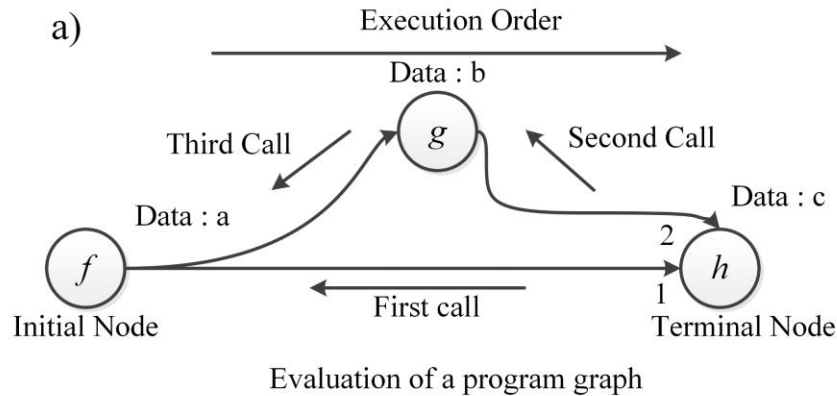 a)
Execution Order
Data : b
g
Third Call
Second Call
Data : a
Data : c
2
f
h
1
First call
Initial Node
Terminal Node
Evaluation of a program graph